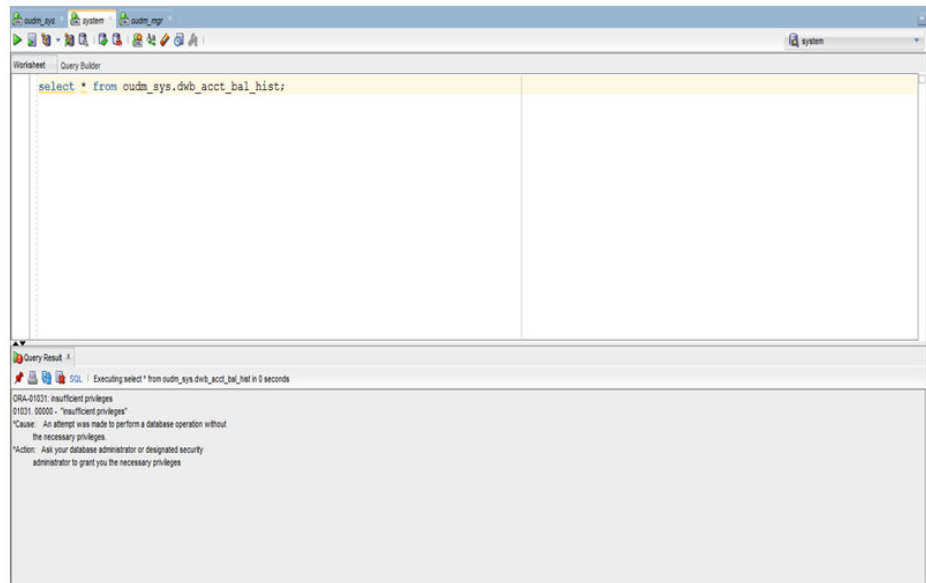 oudm_sys system oudm_mgr
system
Worksheet Query Builder
select * from oudm_sys.dwb_acct_bal_hist;
Query Result
SQL | Executing:select * from oudm_sys.dwb_acct_bal_hist in 0 seconds
ORA-01031: insufficient privileges
01031. 00000 - "insufficient privileges"
*Cause: An attempt was made to perform a database operation without
the necessary privileges.
*Action: Ask your database administrator or designated security
administrator to grant you the necessary privileges